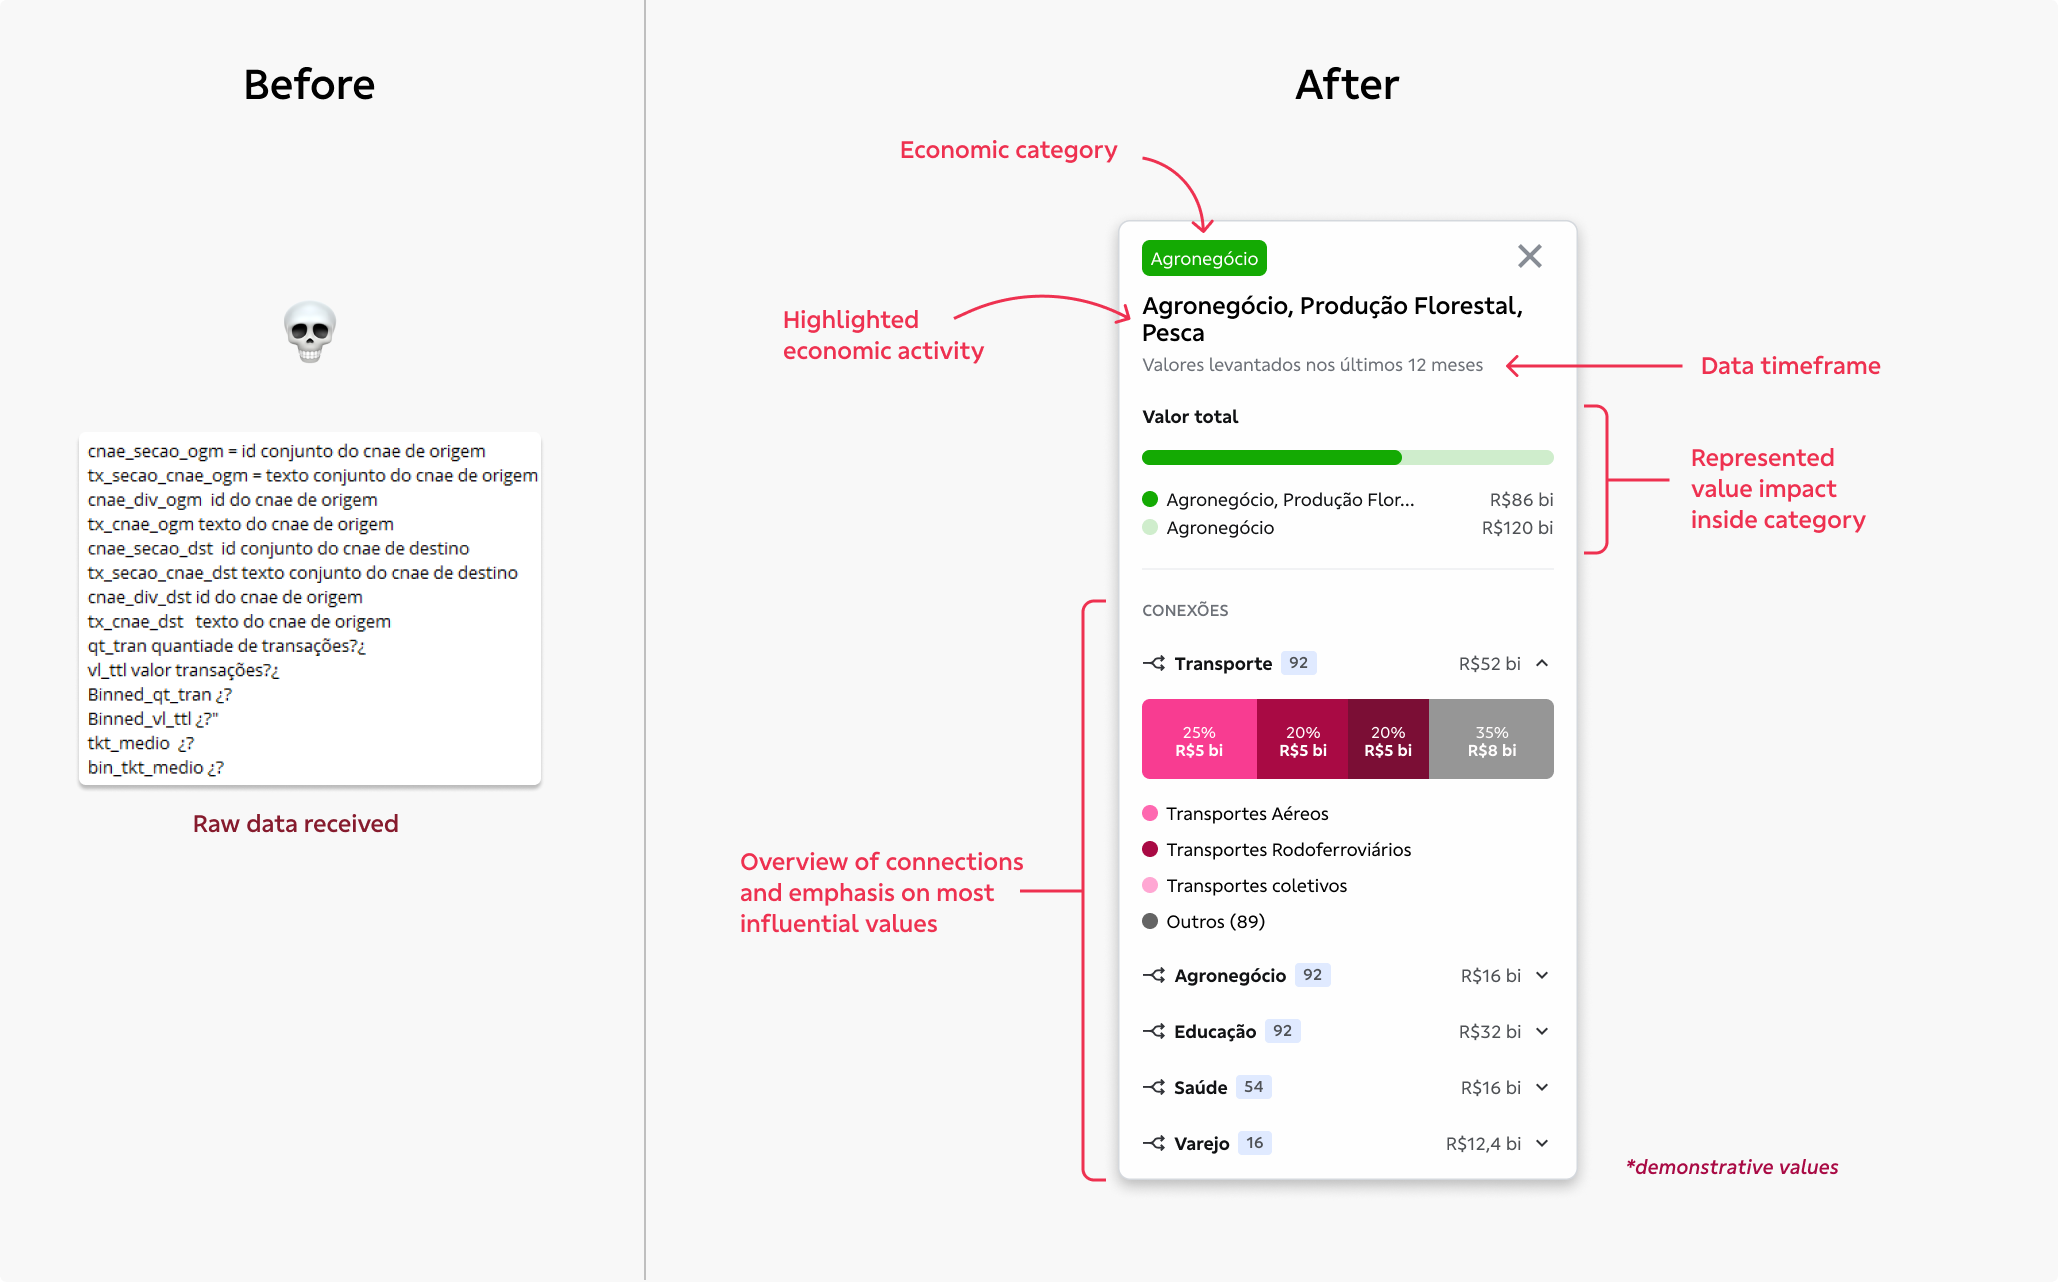 Before
cnae_secao_ogm = id conjunto do cnae de origem
tx_secao_cnae_ogm = texto conjunto do cnae de origem
cnae_div_ogm  id do cnae de origem
tx_cnae_ogm texto do cnae de origem
cnae_secao_dst  id conjunto do cnae de destino
tx_secao_cnae_dst texto conjunto do cnae de destino
cnae_div_dst id do cnae de origem
tx_cnae_dst   texto do cnae de origem
qt_tran quantiade de transações?¿
vl_ttl valor transações?¿
Binned_qt_tran ¿?
Binned_vl_ttl ¿?"
tkt_medio  ¿?
bin_tkt_medio ¿?
Raw data received
After
Economic category
Highlighted
economic activity
Data timeframe
Represented
value impact
inside category
Overview of connections
and emphasis on most
influential values
Agronegócio
Agronegócio, Produção Florestal,
Pesca
Valores levantados nos últimos 12 meses
Valor total
Agronegócio, Produção Flor... R$86 bi
Agronegócio R$120 bi
CONEXÕES
Transporte 92 R$52 bi
25% 20% 20% 35%
R$5 bi R$5 bi R$5 bi R$8 bi
Transportes Aéreos
Transportes Rodoferroviários
Transportes coletivos
Outros (89)
Agronegócio 92 R$16 bi
Educação 92 R$32 bi
Saúde 54 R$16 bi
Varejo 16 R$12,4 bi
*demonstrative values